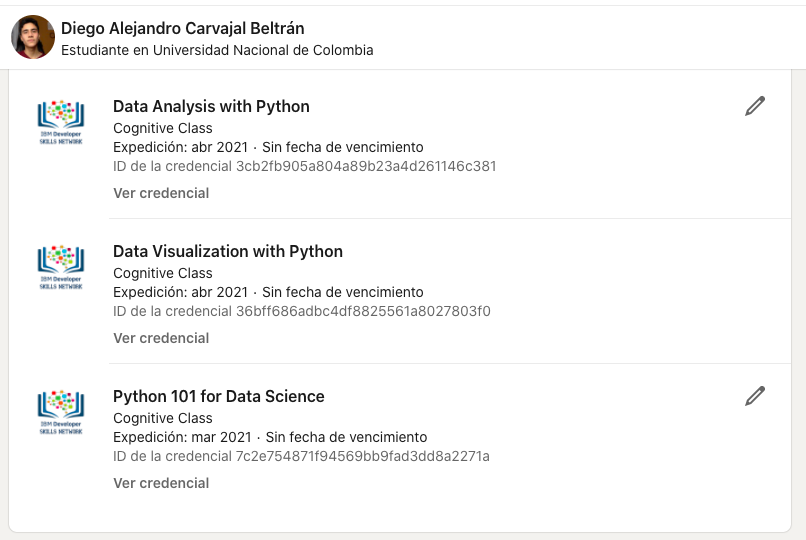 Diego Alejandro Carvajal Beltrán
Estudiante en Universidad Nacional de Colombia
IBM Developer
SKILLS NETWORK
Data Analysis with Python
Cognitive Class
Expedición: abr 2021 · Sin fecha de vencimiento
ID de la credencial 3cb2fb905a804a89b23a4d261146c381
Ver credencial
IBM Developer
SKILLS NETWORK
Data Visualization with Python
Cognitive Class
Expedición: abr 2021 · Sin fecha de vencimiento
ID de la credencial 36bff686adbc4df8825561a8027803f0
Ver credencial
IBM Developer
SKILLS NETWORK
Python 101 for Data Science
Cognitive Class
Expedición: mar 2021 · Sin fecha de vencimiento
ID de la credencial 7c2e754871f94569bb9fad3dd8a2271a
Ver credencial